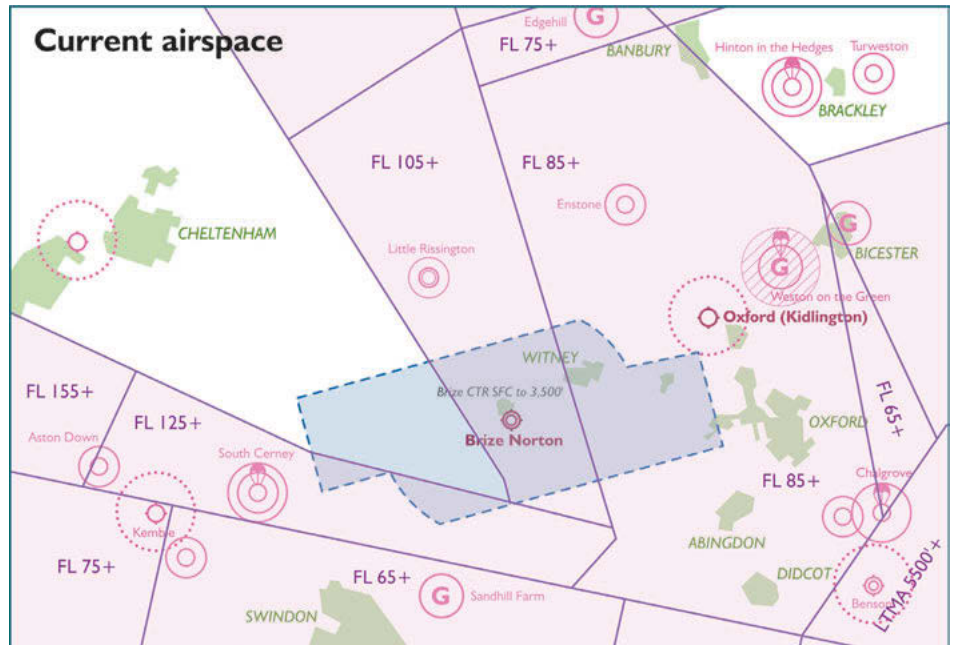 Current airspace
Edgehill
G
FL 75+
BANBURY
Hinton in the Hedges
Turweston
BRACKLEY
FL 105+
FL 85+
Enstone
CHELTENHAM
Little Rissington
G
BICESTER
G
Weston on the Green
Oxford (Kidlington)
WITNEY
Brize CTR SFC to 3,500'
Brize Norton
FL 155+
FL 125+
FL 65+
OXFORD
Aston Down
South Cerney
Chalgrove
FL 85+
Kemble
ABINGDON
LTMA 5500'+
FL 75+
FL 65+
DIDCOT
G
Sandhill Farm
Benson
SWINDON